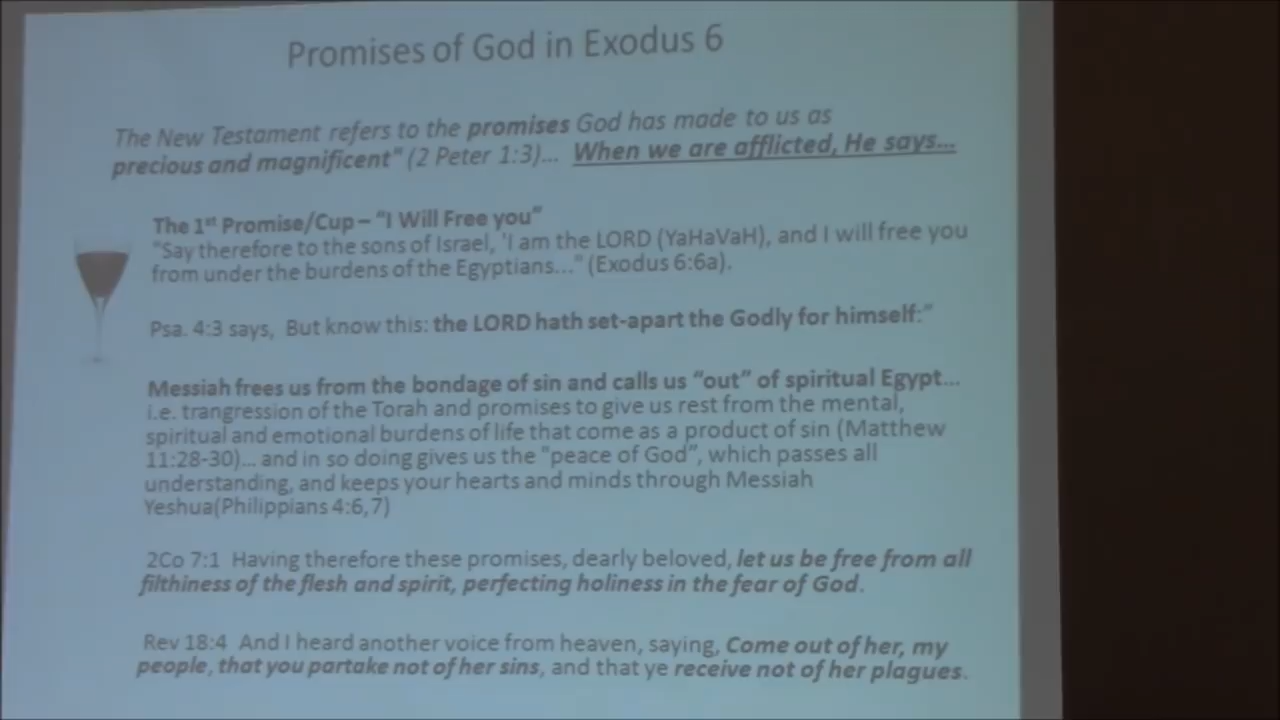 Promises of God in Exodus 6
The New Testament refers to the promises God has made to us as
precious and magnificent" (2 Peter 1:3)... When we are afflicted, He says...
The 1st Promise/Cup – "I Will Free you"
"Say therefore to the sons of Israel, 'I am the LORD (YaHaVaH), and I will free you
from under the burdens of the Egyptians..." (Exodus 6:6a).
Psa. 4:3 says, But know this: the LORD hath set-apart the Godly for himself:"
Messiah frees us from the bondage of sin and calls us "out" of spiritual Egypt...
i.e. trangression of the Torah and promises to give us rest from the mental,
spiritual and emotional burdens of life that come as a product of sin (Matthew
11:28-30)... and in so doing gives us the "peace of God", which passes all
understanding, and keeps your hearts and minds through Messiah
Yeshua(Philippians 4:6,7)
2Co 7:1 Having therefore these promises, dearly beloved, let us be free from all
filthiness of the flesh and spirit, perfecting holiness in the fear of God.
Rev 18:4 And I heard another voice from heaven, saying, Come out of her, my
people, that you partake not of her sins, and that ye receive not of her plagues.